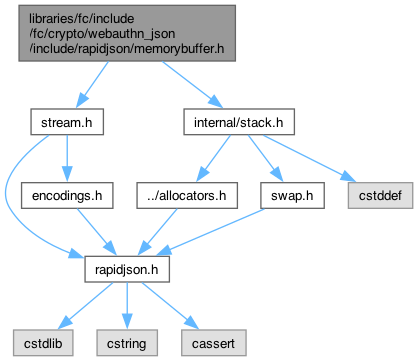 libraries/fc/include
/fc/crypto/webauthn_json
/include/rapidjson/memorybuffer.h
stream.h
internal/stack.h
encodings.h
../allocators.h
swap.h
cstddef
rapidjson.h
cstdlib
cstring
cassert